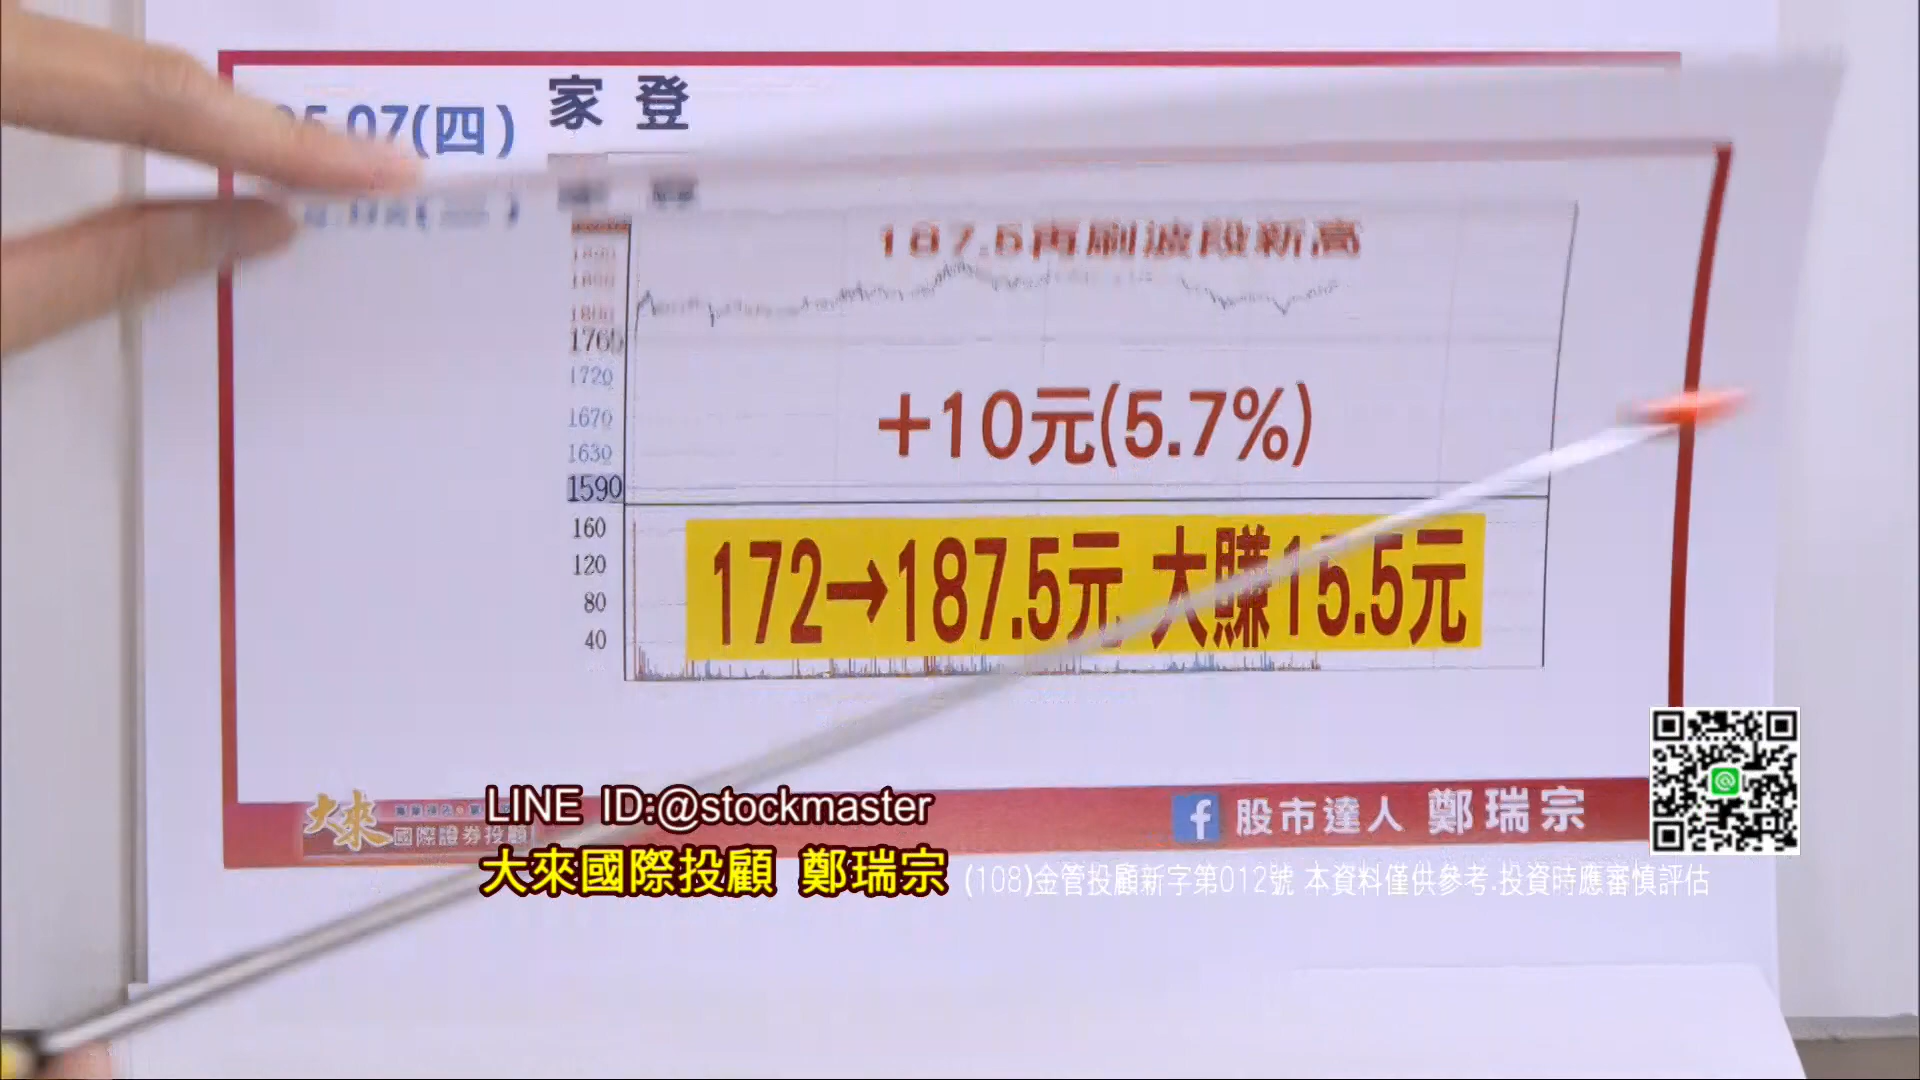 家登
05.07(四)
187.5再刷波段新高
1800
1765
1720
1670
1630
1590
+10元(5.7%)
160
120
80
40
172→187.5元 大賺15.5元
LINE ID:@stockmaster
大來
國際證券投顧
股市達人 鄭瑞宗
大來國際投顧 鄭瑞宗
(108)金管投顧新字第012號 本資料僅供參考.投資時應審慎評估